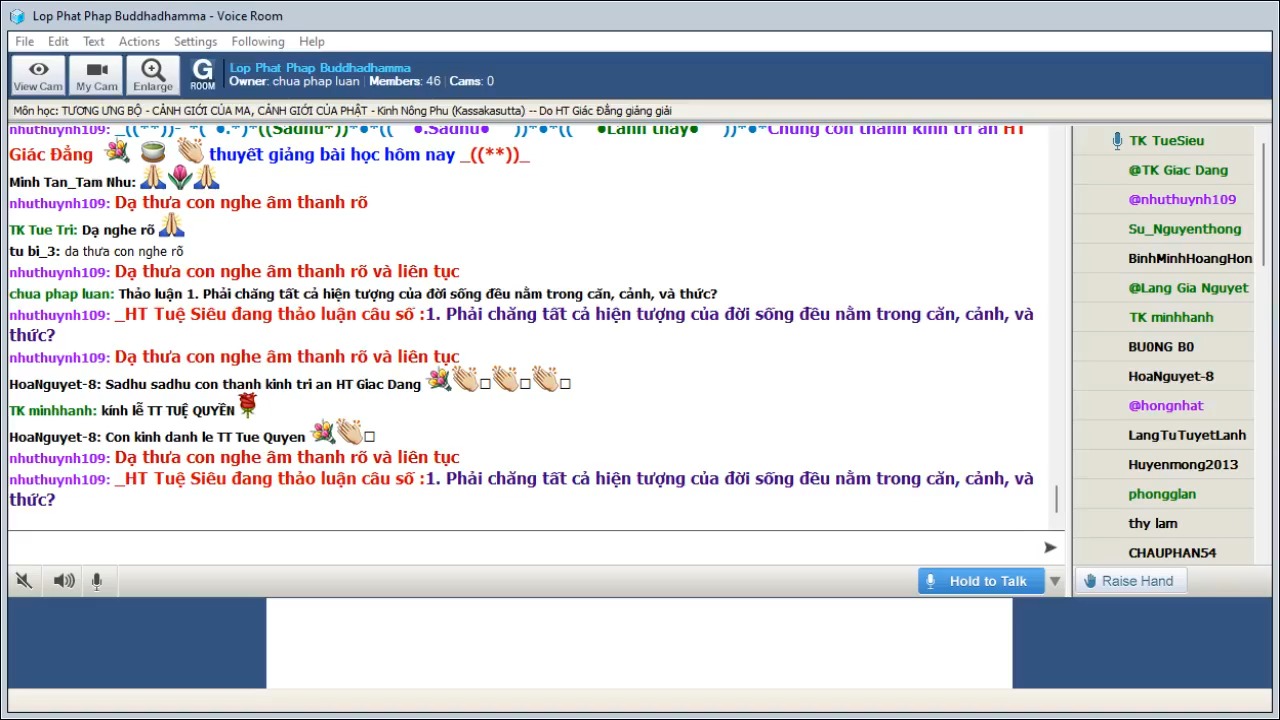 Lop Phat Phap Buddhadhamma - Voice Room
File Edit Text Actions Settings Following Help
View Cam My Cam Enlarge G ROOM
Lop Phat Phap Buddhadhamma
Owner: chua phap luan Members: 46 Cams: 0
Môn học: TƯƠNG ƯNG BỘ - CẢNH GIỚI CỦA MA, CẢNH GIỚI CỦA PHẬT - Kinh Nông Phu (Kassakasutta) -- Do HT Giác Đẳng giảng giải
nhuthuynh109: _((**))- *( ●.*)*((Sadhu*))*●*(( ●.Sadhu● ))*●*(( ●Lành thay● ))*●*Chúng con thành kính tri ân HT
Giác Đẳng thuyết giảng bài học hôm nay _((**))_
Minh Tan_Tam Nhu:
nhuthuynh109: Dạ thưa con nghe âm thanh rõ
TK Tue Tri: Dạ nghe rõ
tu bi_3: da thưa con nghe rõ
nhuthuynh109: Dạ thưa con nghe âm thanh rõ và liên tục
chua phap luan: Thảo luận 1. Phải chăng tất cả hiện tượng của đời sống đều nằm trong căn, cảnh, và thức?
nhuthuynh109: _HT Tuệ Siêu đang thảo luận câu số :1. Phải chăng tất cả hiện tượng của đời sống đều nằm trong căn, cảnh, và
thức?
nhuthuynh109: Dạ thưa con nghe âm thanh rõ và liên tục
HoaNguyet-8: Sadhu sadhu con thanh kinh tri an HT Giac Dang
TK minhhanh: kính lễ TT TUỆ QUYỀN
HoaNguyet-8: Con kinh danh le TT Tue Quyen
nhuthuynh109: Dạ thưa con nghe âm thanh rõ và liên tục
nhuthuynh109: _HT Tuệ Siêu đang thảo luận câu số :1. Phải chăng tất cả hiện tượng của đời sống đều nằm trong căn, cảnh, và
thức?
TK TueSieu
@TK Giac Dang
@nhuthuynh109
Su_Nguyenthong
BinhMinhHoangHon
@Lang Gia Nguyet
TK minhhanh
BU0NG B0
HoaNguyet-8
@hongnhat
LangTuTuyetLanh
Huyenmong2013
phongglan
thy lam
CHAUPHAN54
Hold to Talk
Raise Hand